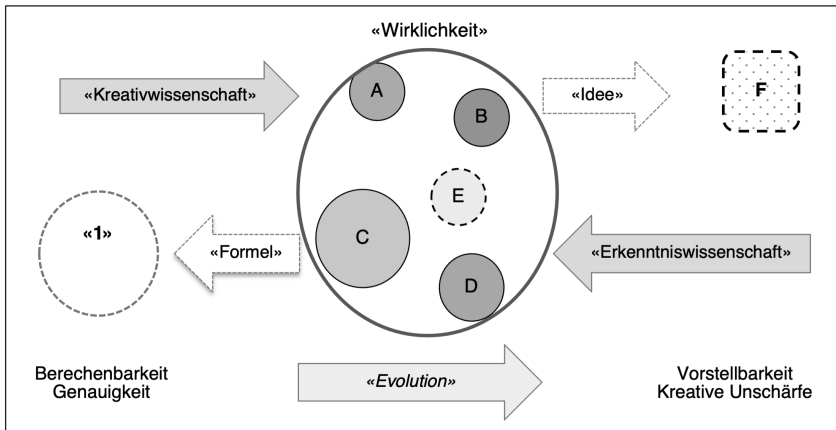 «Wirklichkeit»
«Kreativwissenschaft»
A
B
«Idee»
F
E
«1»
«Formel»
C
«Erkenntniswissenschaft»
D
Berechenbarkeit
Genauigkeit
«Evolution»
Vorstellbarkeit
Kreative Unschärfe